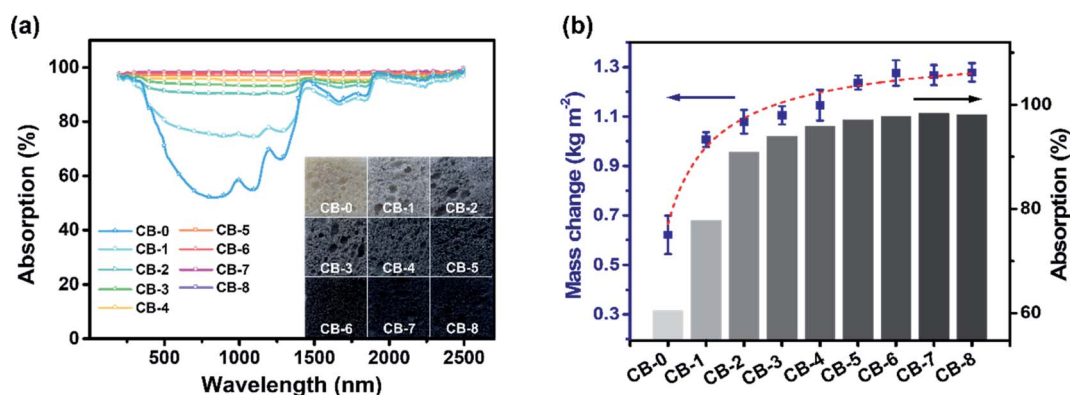 (a)
100
80
60
40
20
0
Absorption (%)
CB-0
CB-1
CB-2
CB-3
CB-4
CB-5
CB-6
CB-7
CB-8
CB-0 CB-1 CB-2
CB-3 CB-4 CB-5
CB-6 CB-7 CB-8
500 1000 1500 2000 2500
Wavelength (nm)
(b)
1.3
1.1
0.9
0.7
0.5
0.3
Mass change (kg m⁻²)
100
80
60
Absorption (%)
CB-0 CB-1 CB-2 CB-3 CB-4 CB-5 CB-6 CB-7 CB-8